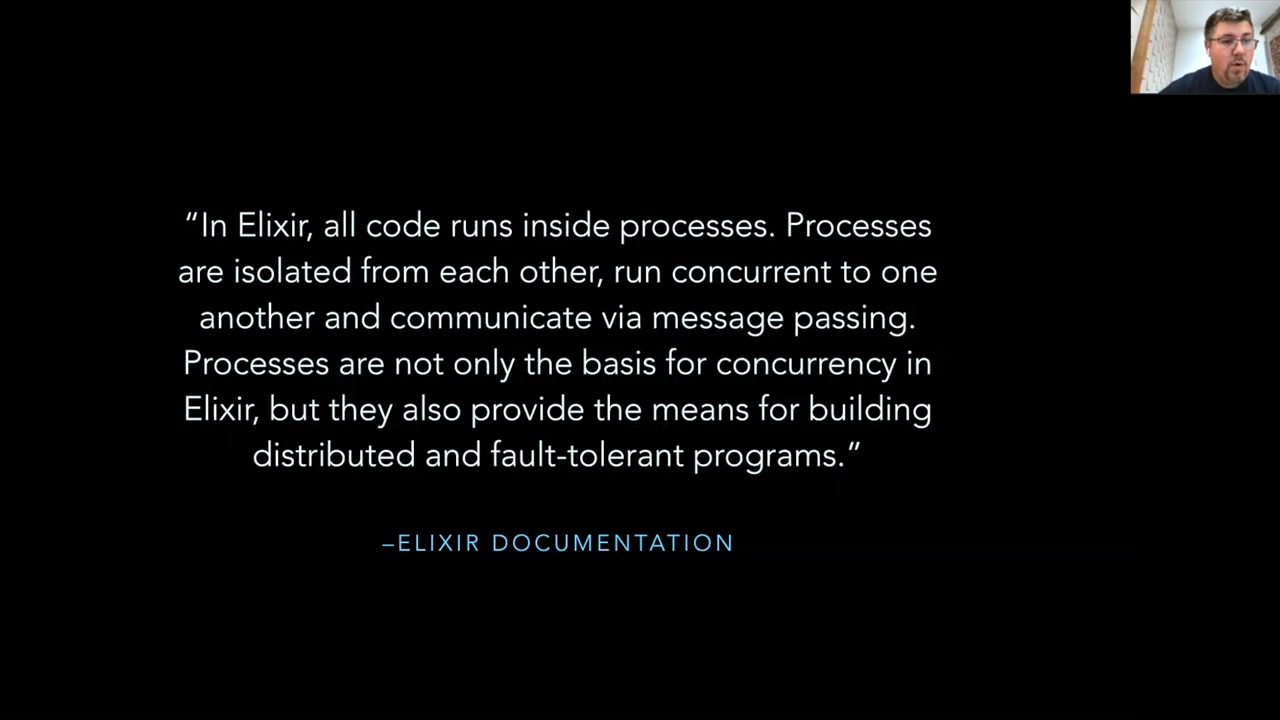 “In Elixir, all code runs inside processes. Processes
are isolated from each other, run concurrent to one
another and communicate via message passing.
Processes are not only the basis for concurrency in
Elixir, but they also provide the means for building
distributed and fault-tolerant programs.”
–ELIXIR DOCUMENTATION